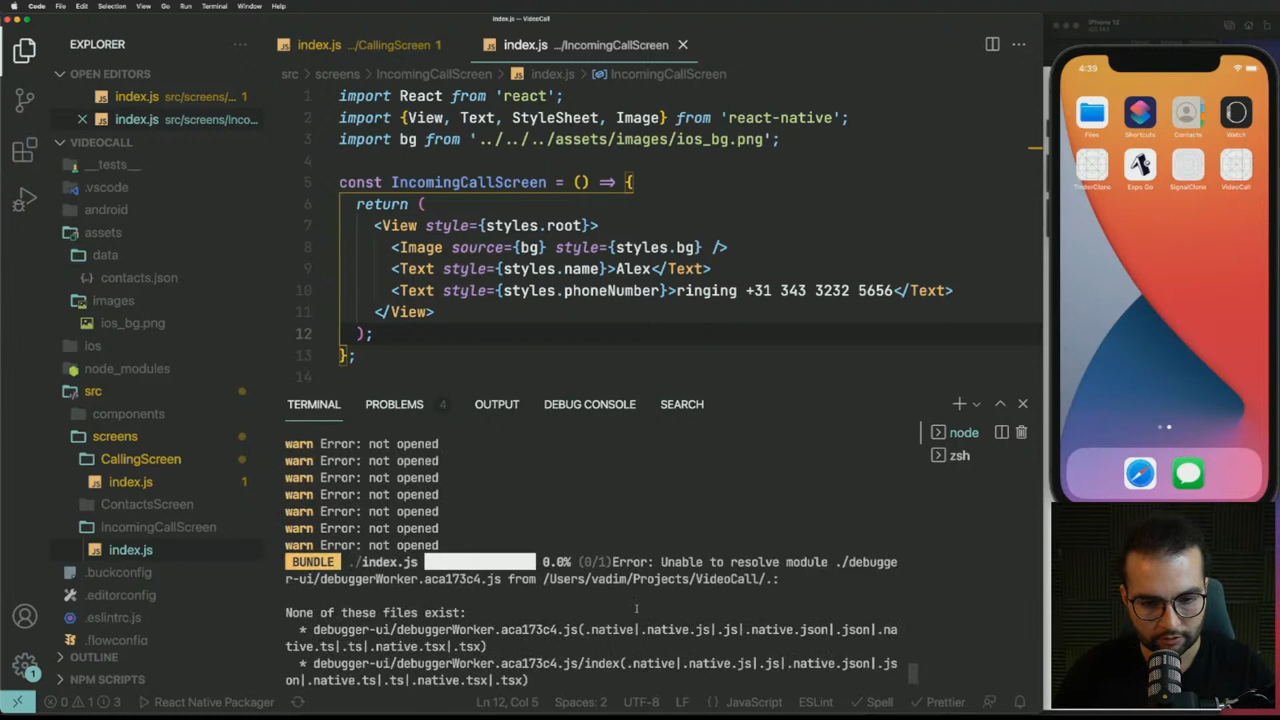 Code File Edit Selection View Go Run Terminal Window Help
index.js — VideoCall
iPhone 12
EXPLORER
index.js .../CallingScreen 1
index.js .../IncomingCallScreen
src > screens > IncomingCallScreen > index.js > IncomingCallScreen
OPEN EDITORS
index.js src/screens/... 1
index.js src/screens/Inco...
VIDEOCALL
__tests__
.vscode
android
assets
data
contacts.json
images
ios_bg.png
ios
node_modules
src
components
screens
CallingScreen
index.js 1
ContactsScreen
IncomingCallScreen
index.js
.buckconfig
.editorconfig
.eslintrc.js
.flowconfig
OUTLINE
NPM SCRIPTS
1
1 import React from 'react';
2 import {View, Text, StyleSheet, Image} from 'react-native';
3 import bg from '../../../assets/images/ios_bg.png';
4
5 const IncomingCallScreen = () => {
6 return (
7 <View style={styles.root}>
8 <Image source={bg} style={styles.bg} />
9 <Text style={styles.name}>Alex</Text>
10 <Text style={styles.phoneNumber}>ringing +31 343 3232 5656</Text>
11 </View>
12 );
13 };
14
TERMINAL PROBLEMS 4 OUTPUT DEBUG CONSOLE SEARCH
node
zsh
warn Error: not opened
warn Error: not opened
warn Error: not opened
warn Error: not opened
warn Error: not opened
warn Error: not opened
warn Error: not opened
BUNDLE ./index.js 0.0% (0/1)Error: Unable to resolve module ./debugge
r-ui/debuggerWorker.aca173c4.js from /Users/vadim/Projects/VideoCall/.:
None of these files exist:
* debugger-ui/debuggerWorker.aca173c4.js(.native|.native.js|.js|.native.json|.json|.na
tive.ts|.ts|.native.tsx|.tsx)
* debugger-ui/debuggerWorker.aca173c4.js/index(.native|.native.js|.js|.native.json|.js
on|.native.ts|.ts|.native.tsx|.tsx)
0 1 3 React Native Packager Ln 12, Col 5 Spaces: 2 UTF-8 LF JavaScript ESLint Spell Prettier
4:39
Files Shortcuts Contacts Watch
TinderClone Expo Go SignalClone VideoCall